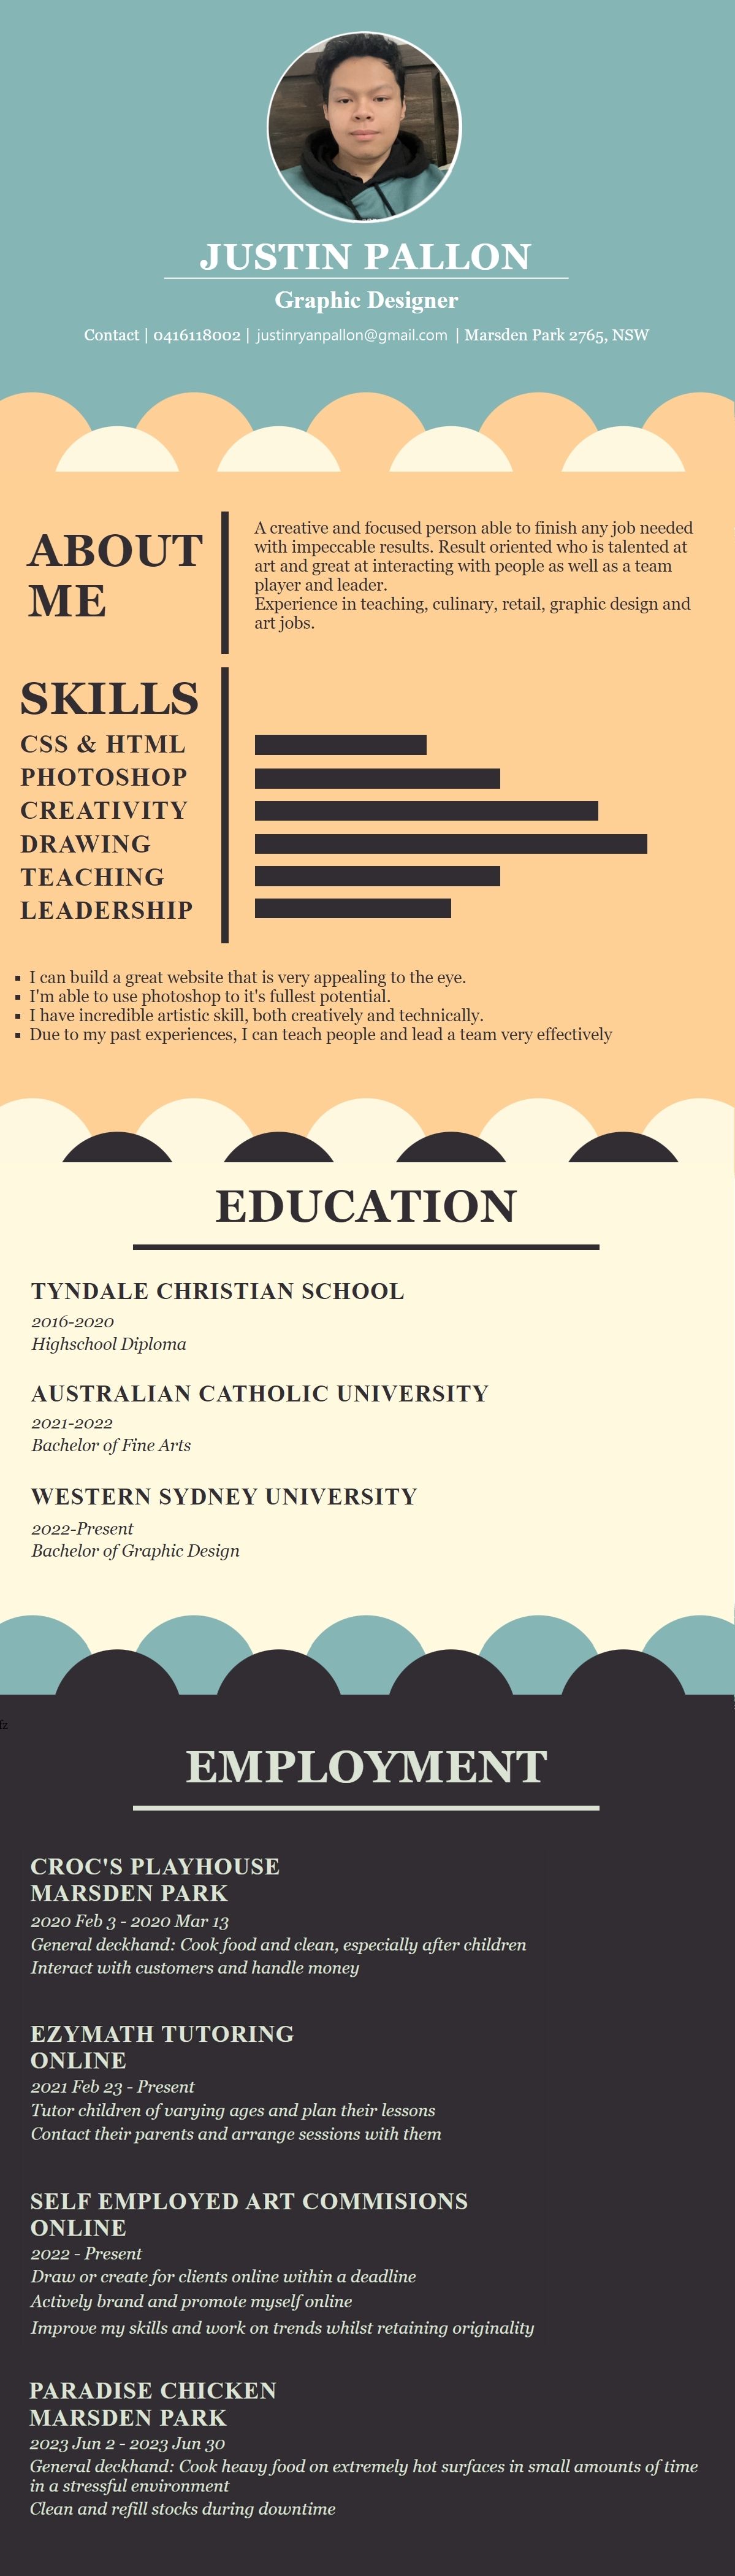 JUSTIN PALLON
Graphic Designer
Contact | 0416118002 | justinryanpallon@gmail.com | Marsden Park 2765, NSW
ABOUT
ME
A creative and focused person able to finish any job needed
with impeccable results. Result oriented who is talented at
art and great at interacting with people as well as a team
player and leader.
Experience in teaching, culinary, retail, graphic design and
art jobs.
SKILLS
CSS & HTML
PHOTOSHOP
CREATIVITY
DRAWING
TEACHING
LEADERSHIP
▪ I can build a great website that is very appealing to the eye.
▪ I'm able to use photoshop to it's fullest potential.
▪ I have incredible artistic skill, both creatively and technically.
▪ Due to my past experiences, I can teach people and lead a team very effectively
EDUCATION
TYNDALE CHRISTIAN SCHOOL
2016-2020
Highschool Diploma
AUSTRALIAN CATHOLIC UNIVERSITY
2021-2022
Bachelor of Fine Arts
WESTERN SYDNEY UNIVERSITY
2022-Present
Bachelor of Graphic Design
fz
EMPLOYMENT
CROC'S PLAYHOUSE
MARSDEN PARK
2020 Feb 3 - 2020 Mar 13
General deckhand: Cook food and clean, especially after children
Interact with customers and handle money
EZYMATH TUTORING
ONLINE
2021 Feb 23 - Present
Tutor children of varying ages and plan their lessons
Contact their parents and arrange sessions with them
SELF EMPLOYED ART COMMISIONS
ONLINE
2022 - Present
Draw or create for clients online within a deadline
Actively brand and promote myself online
Improve my skills and work on trends whilst retaining originality
PARADISE CHICKEN
MARSDEN PARK
2023 Jun 2 - 2023 Jun 30
General deckhand: Cook heavy food on extremely hot surfaces in small amounts of time
in a stressful environment
Clean and refill stocks during downtime